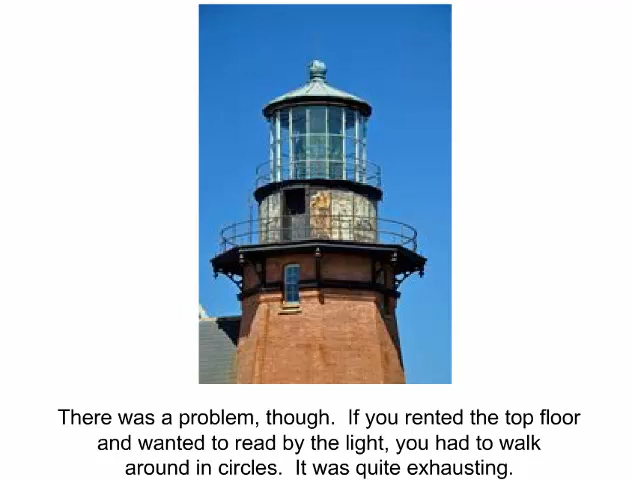 There was a problem, though.  If you rented the top floor
and wanted to read by the light, you had to walk
around in circles.  It was quite exhausting.